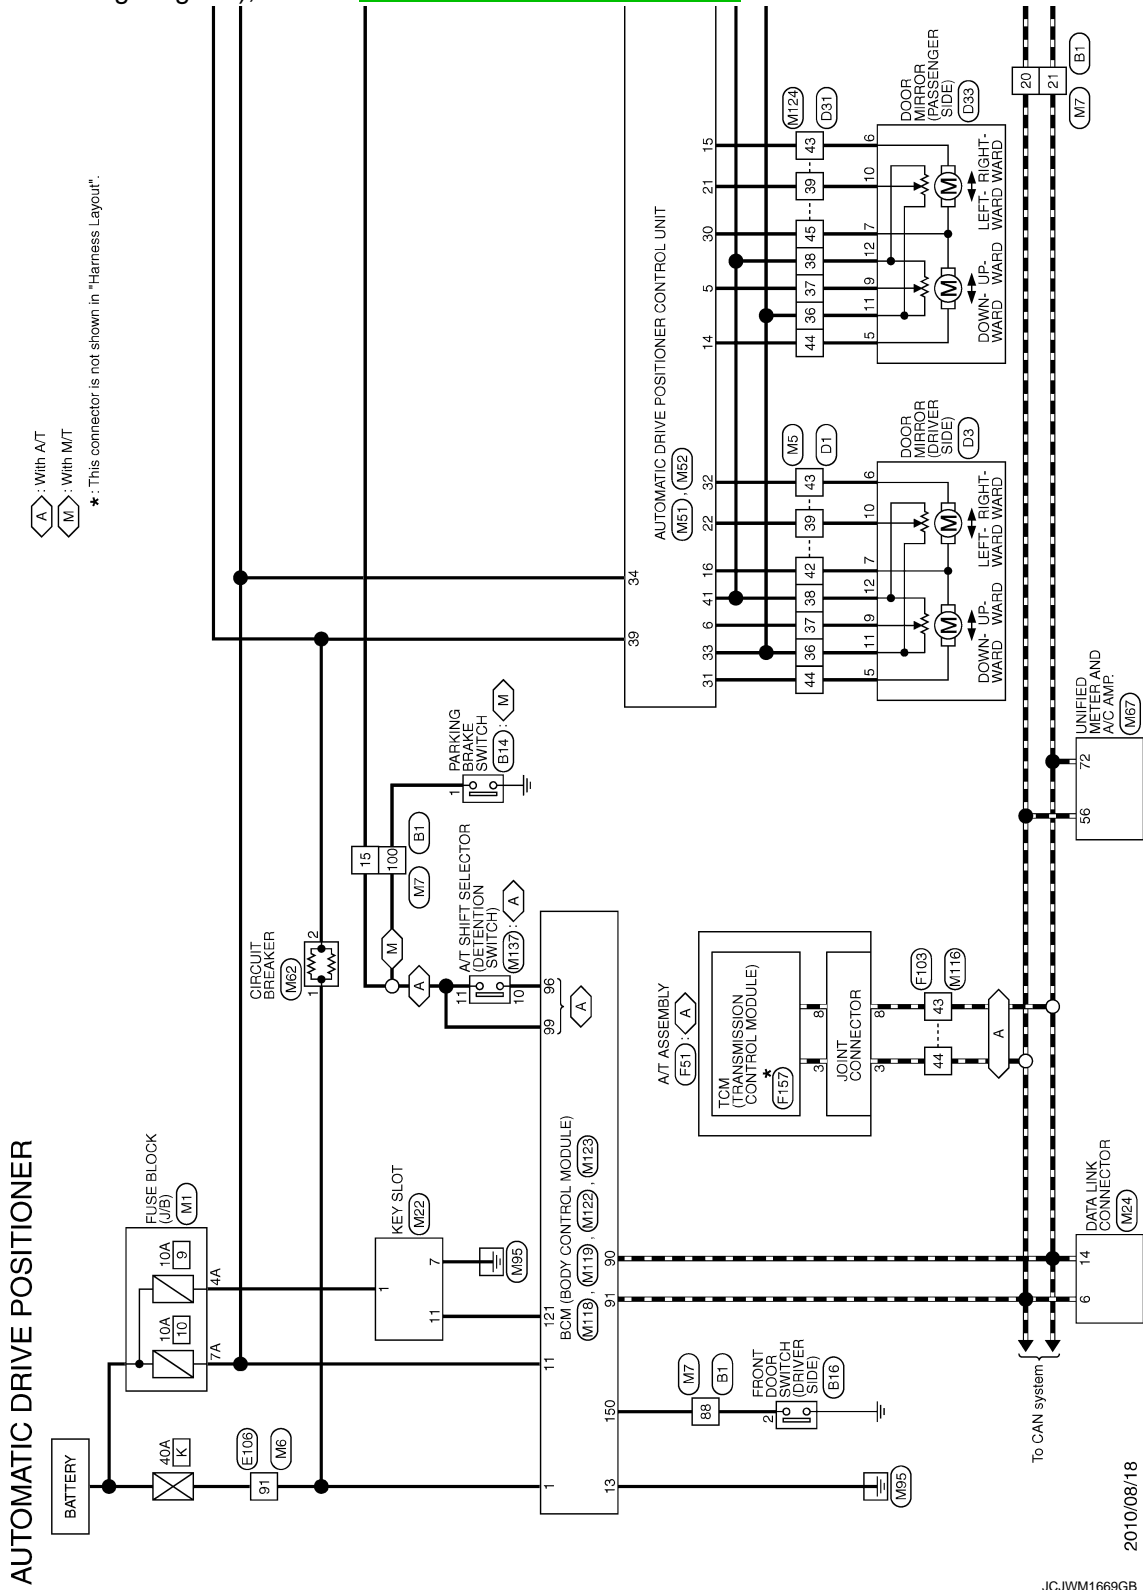 AUTOMATIC DRIVE POSITIONER
BATTERY
40A
K
E106
91
M6
FUSE BLOCK
(J/B)
M1
10A
9
10A
10
4A
7A
KEY SLOT
M22
1
7
11
M95
CIRCUIT
BREAKER
M62
1
2
A : With A/T
M : With M/T
* : This connector is not shown in "Harness Layout".
15
100
M7
B1
M
A
PARKING
BRAKE
SWITCH
B14 : M
1
A/T SHIFT SELECTOR
(DETENTION
SWITCH)
M137 : A
11
10
1
11
121
99
96
A
BCM (BODY CONTROL MODULE)
M118 , M119 , M122 , M123
13
150
91
90
M95
88
M7
B1
FRONT
DOOR
SWITCH
(DRIVER
SIDE)
B16
2
A/T ASSEMBLY
F51 : A
TCM
(TRANSMISSION
CONTROL MODULE)
*
F157
3
8
JOINT
CONNECTOR
3
8
44
43
F103
M116
A
39
34
AUTOMATIC DRIVE POSITIONER CONTROL UNIT
M51 , M52
31
33
6
41
16
22
32
14
5
30
21
15
44
36
37
38
42
39
43
M5
D1
5
11
9
12
7
10
6
DOOR
MIRROR
(DRIVER
SIDE)
D3
M
M
DOWN- UP-
WARD WARD
LEFT- RIGHT-
WARD WARD
44
36
37
38
45
39
43
M124
D31
5
11
9
12
7
10
6
DOOR
MIRROR
(PASSENGER
SIDE)
D33
M
M
DOWN- UP-
WARD WARD
LEFT- RIGHT-
WARD WARD
20
21
M7
B1
To CAN system
6
14
DATA LINK
CONNECTOR
M24
56
72
UNIFIED
METER AND
A/C AMP.
M67
2010/08/18
JCJWM1669GB